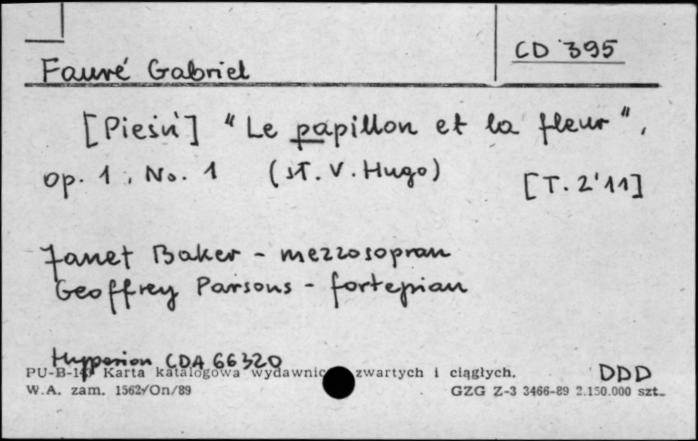 CD 395
Fauré Gabriel
[Pieśń] "Le papillon et la fleur",
op. 1, No. 1 (sł. V. Hugo) [T. 2'11]
Janet Baker - mezzosopran
Geoffrey Parsons - fortepian
Hyperion CDA 66320
PU-B-10 Karta katalogowa wydawnic zwartych i ciągłych. DDD
W.A. zam. 1562/On/89 GZG Z-3 3466-89 2.150.000 szt.